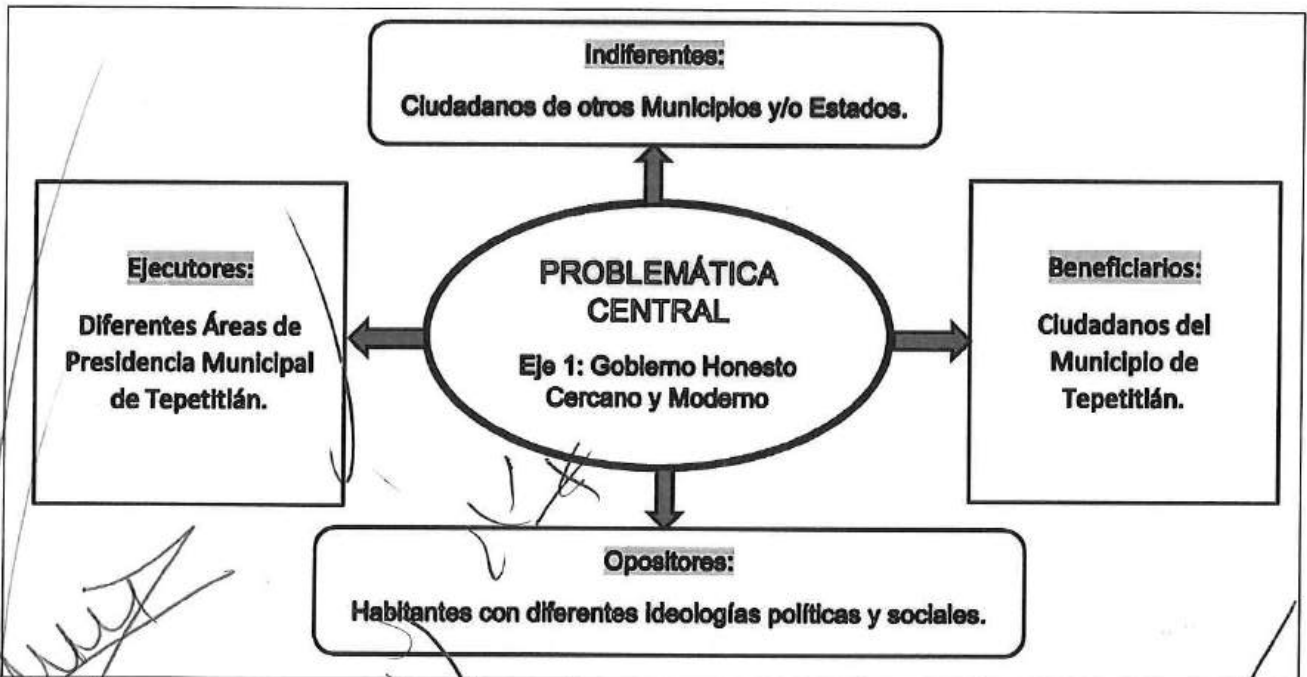 Indiferentes:
Ciudadanos de otros Municipios y/o Estados.
Ejecutores:
Diferentes Áreas de
Presidencia Municipal
de Tepetitlán.
PROBLEMÁTICA
CENTRAL
Eje 1: Gobierno Honesto
Cercano y Moderno
Beneficiarios:
Ciudadanos del
Municipio de
Tepetitlán.
Opositores:
Habitantes con diferentes ideologías políticas y sociales.